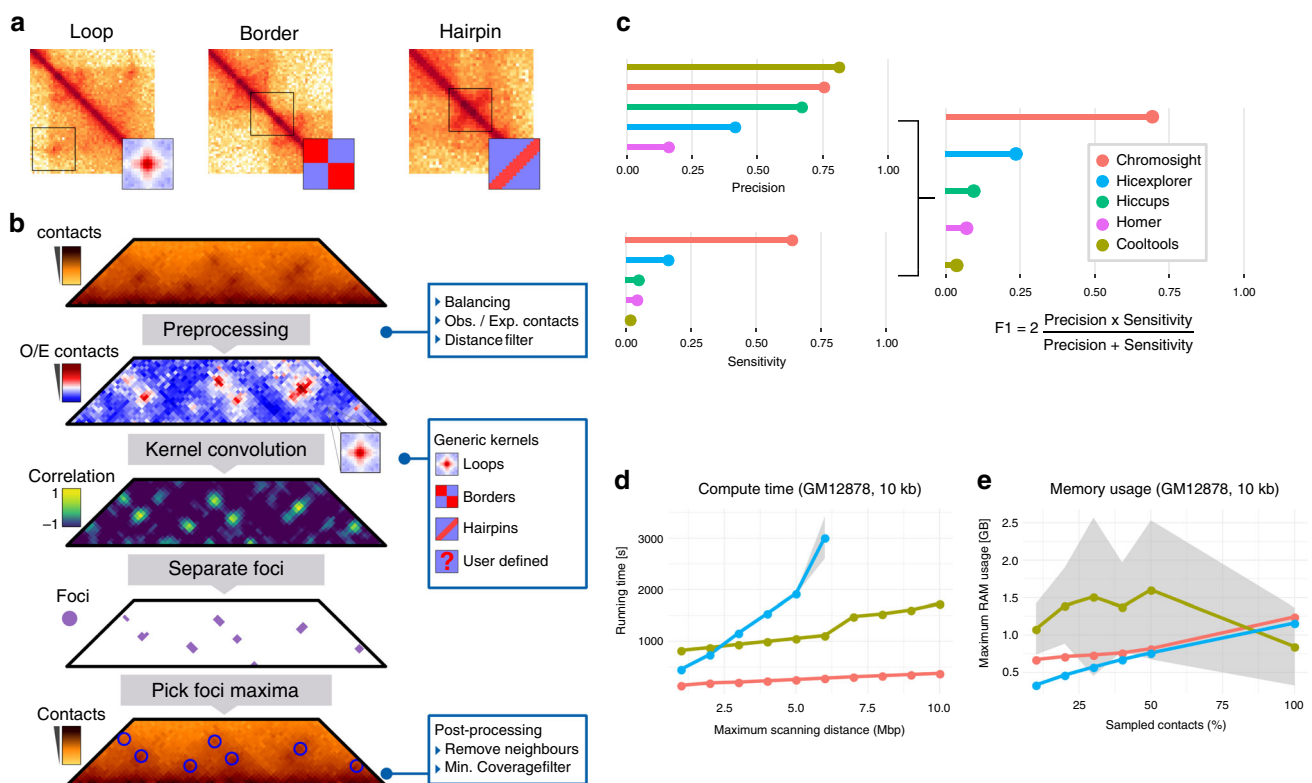 a
Loop
Border
Hairpin
b
contacts
Preprocessing
Balancing
Obs. / Exp. contacts
Distance filter
O/E contacts
Kernel convolution
Generic kernels
Loops
Borders
Hairpins
? User defined
Correlation
1
−1
Separate foci
Foci
Pick foci maxima
Contacts
Post-processing
Remove neighbours
Min. Coveragefilter
c
0.00 0.25 0.50 0.75 1.00
Precision
0.00 0.25 0.50 0.75 1.00
Sensitivity
Chromosight
Hicexplorer
Hiccups
Homer
Cooltools
0.00 0.25 0.50 0.75 1.00
F1 = 2 Precision x Sensitivity
Precision + Sensitivity
d
Compute time (GM12878, 10 kb)
Running time [s]
3000
2000
1000
2.5 5.0 7.5 10.0
Maximum scanning distance (Mbp)
e
Memory usage (GM12878, 10 kb)
Maximum RAM usage [GB]
2.5
2.0
1.5
1.0
0.5
25 50 75 100
Sampled contacts (%)